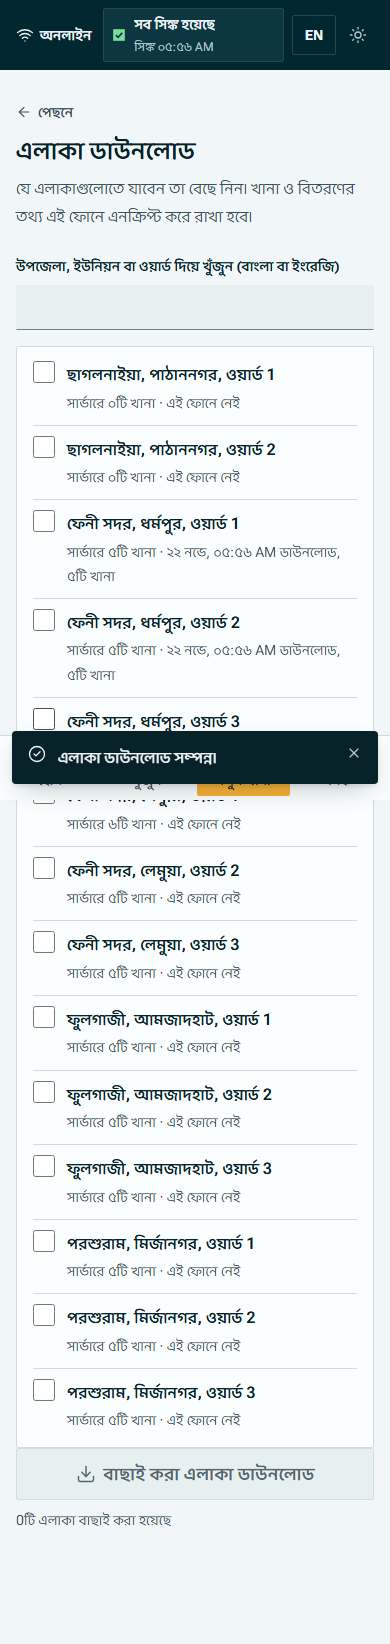 অনলাইন
সব সিঙ্ক হয়েছে
সিঙ্ক ০৫:৫৬ AM
EN
পেছনে
এলাকা ডাউনলোড
যে এলাকাগুলোতে যাবেন তা বেছে নিন। খানা ও বিতরণের
তথ্য এই ফোনে এনক্রিপ্ট করে রাখা হবে।
উপজেলা, ইউনিয়ন বা ওয়ার্ড দিয়ে খুঁজুন (বাংলা বা ইংরেজি)
ছাগলনাইয়া, পাঠাননগর, ওয়ার্ড 1
সার্ভারে ০টি খানা · এই ফোনে নেই
ছাগলনাইয়া, পাঠাননগর, ওয়ার্ড 2
সার্ভারে ০টি খানা · এই ফোনে নেই
ফেনী সদর, ধর্মপুর, ওয়ার্ড 1
সার্ভারে ৫টি খানা · ২২ নভে, ০৫:৫৬ AM ডাউনলোড,
৫টি খানা
ফেনী সদর, ধর্মপুর, ওয়ার্ড 2
সার্ভারে ৫টি খানা · ২২ নভে, ০৫:৫৬ AM ডাউনলোড,
৫টি খানা
ফেনী সদর, ধর্মপুর, ওয়ার্ড 3
এলাকা ডাউনলোড সম্পন্ন।
সার্ভারে ৬টি খানা · এই ফোনে নেই
ফেনী সদর, লেমুয়া, ওয়ার্ড 2
সার্ভারে ৫টি খানা · এই ফোনে নেই
ফেনী সদর, লেমুয়া, ওয়ার্ড 3
সার্ভারে ৫টি খানা · এই ফোনে নেই
ফুলগাজী, আমজাদহাট, ওয়ার্ড 1
সার্ভারে ৫টি খানা · এই ফোনে নেই
ফুলগাজী, আমজাদহাট, ওয়ার্ড 2
সার্ভারে ৫টি খানা · এই ফোনে নেই
ফুলগাজী, আমজাদহাট, ওয়ার্ড 3
সার্ভারে ৫টি খানা · এই ফোনে নেই
পরশুরাম, মির্জানগর, ওয়ার্ড 1
সার্ভারে ৫টি খানা · এই ফোনে নেই
পরশুরাম, মির্জানগর, ওয়ার্ড 2
সার্ভারে ৫টি খানা · এই ফোনে নেই
পরশুরাম, মির্জানগর, ওয়ার্ড 3
সার্ভারে ৫টি খানা · এই ফোনে নেই
বাছাই করা এলাকা ডাউনলোড
0টি এলাকা বাছাই করা হয়েছে